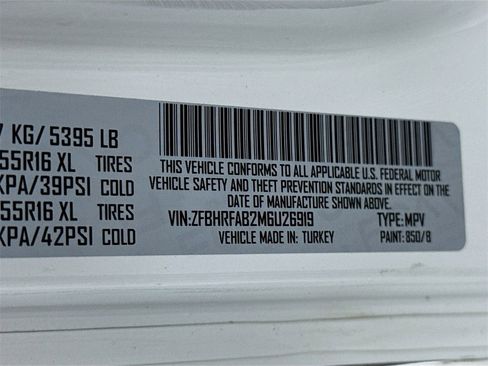 7 KG/ 5395 LB
55R16 XL TIRES
KPA/39PSI COLD
55R16 XL TIRES
KPA/42PSI COLD
THIS VEHICLE CONFORMS TO ALL APPLICABLE U.S. FEDERAL MOTOR
VEHICLE SAFETY AND THEFT PREVENTION STANDARDS IN EFFECT ON THE
DATE OF MANUFACTURE SHOWN ABOVE.
VIN:ZFBHRFAB2M6U26919 TYPE: MPV
VEHICLE MADE IN: TURKEY PAINT: 850/B